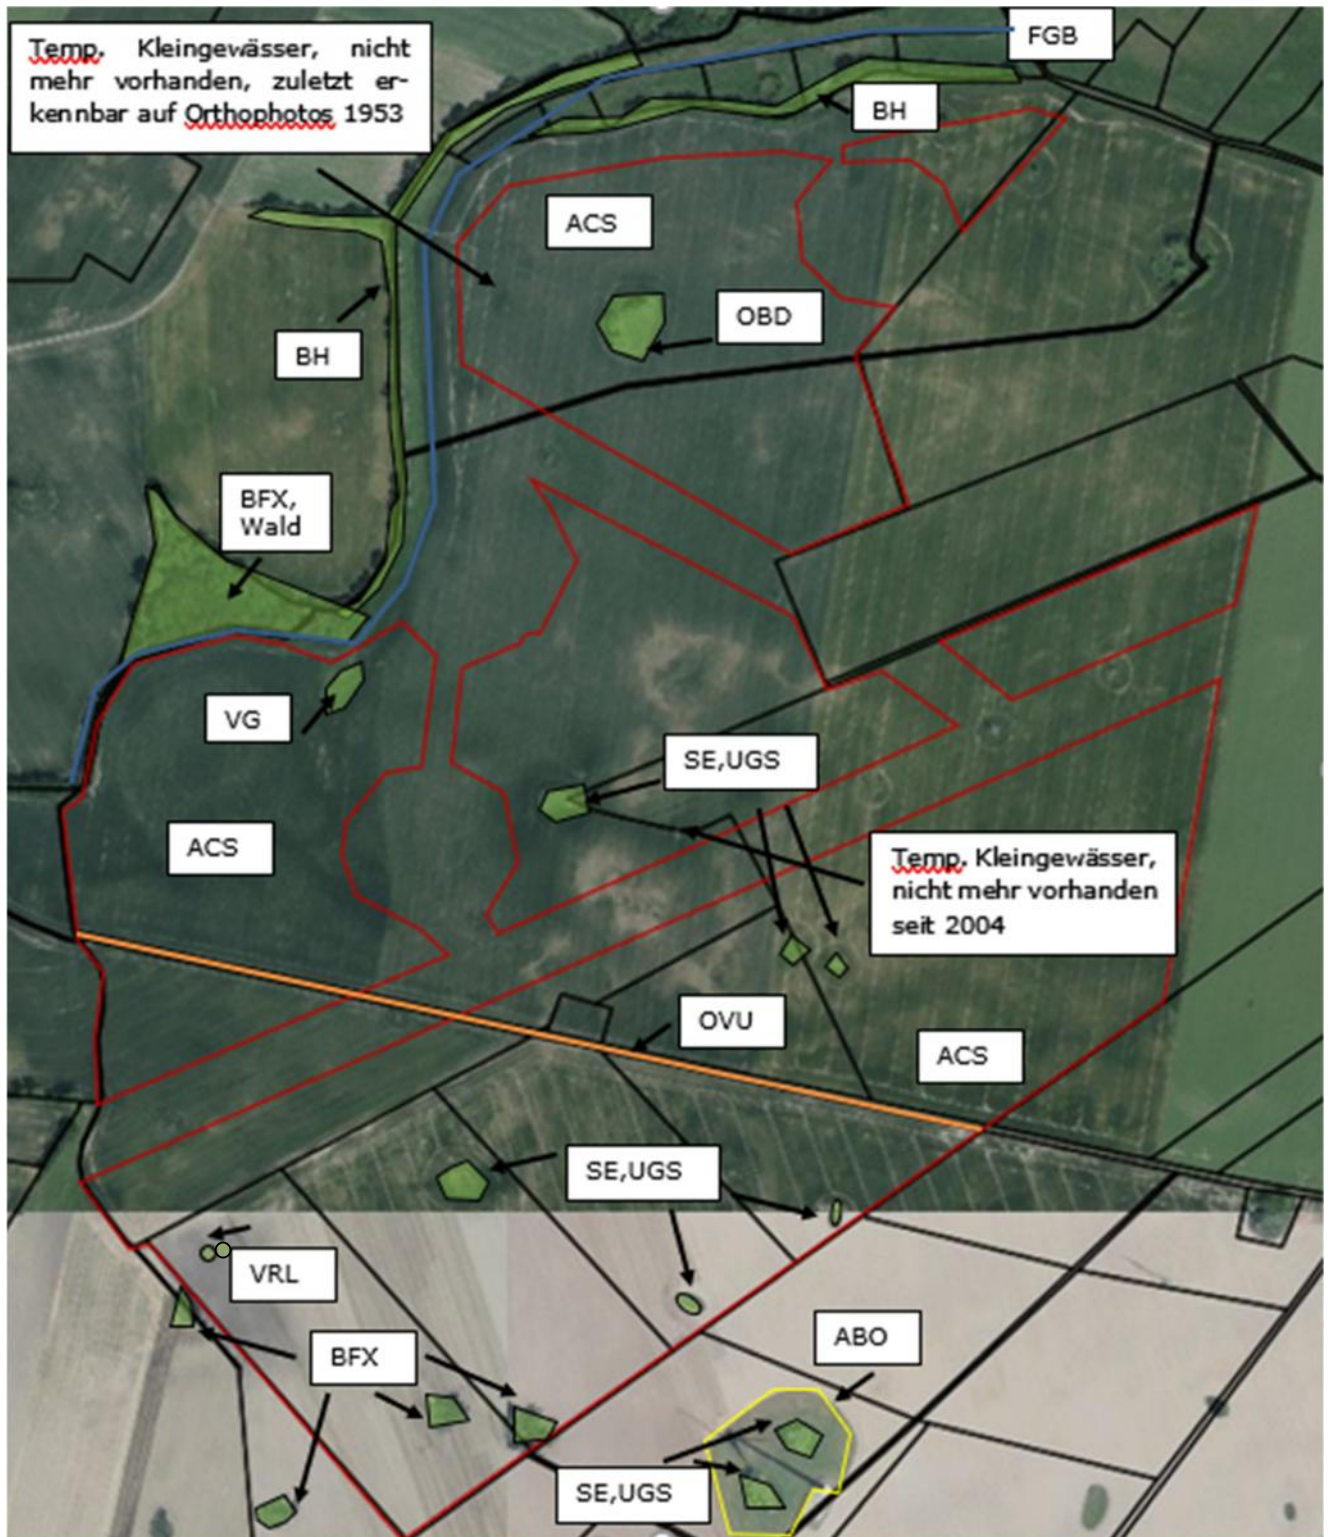 Temp. Kleingewässer, nicht
mehr vorhanden, zuletzt er-
kennbar auf Orthophotos 1953
FGB
BH
ACS
OBD
BH
BFX,
Wald
VG
SE,UGS
ACS
Temp. Kleingewässer,
nicht mehr vorhanden
seit 2004
OVU
ACS
SE,UGS
VRL
ABO
BFX
SE,UGS